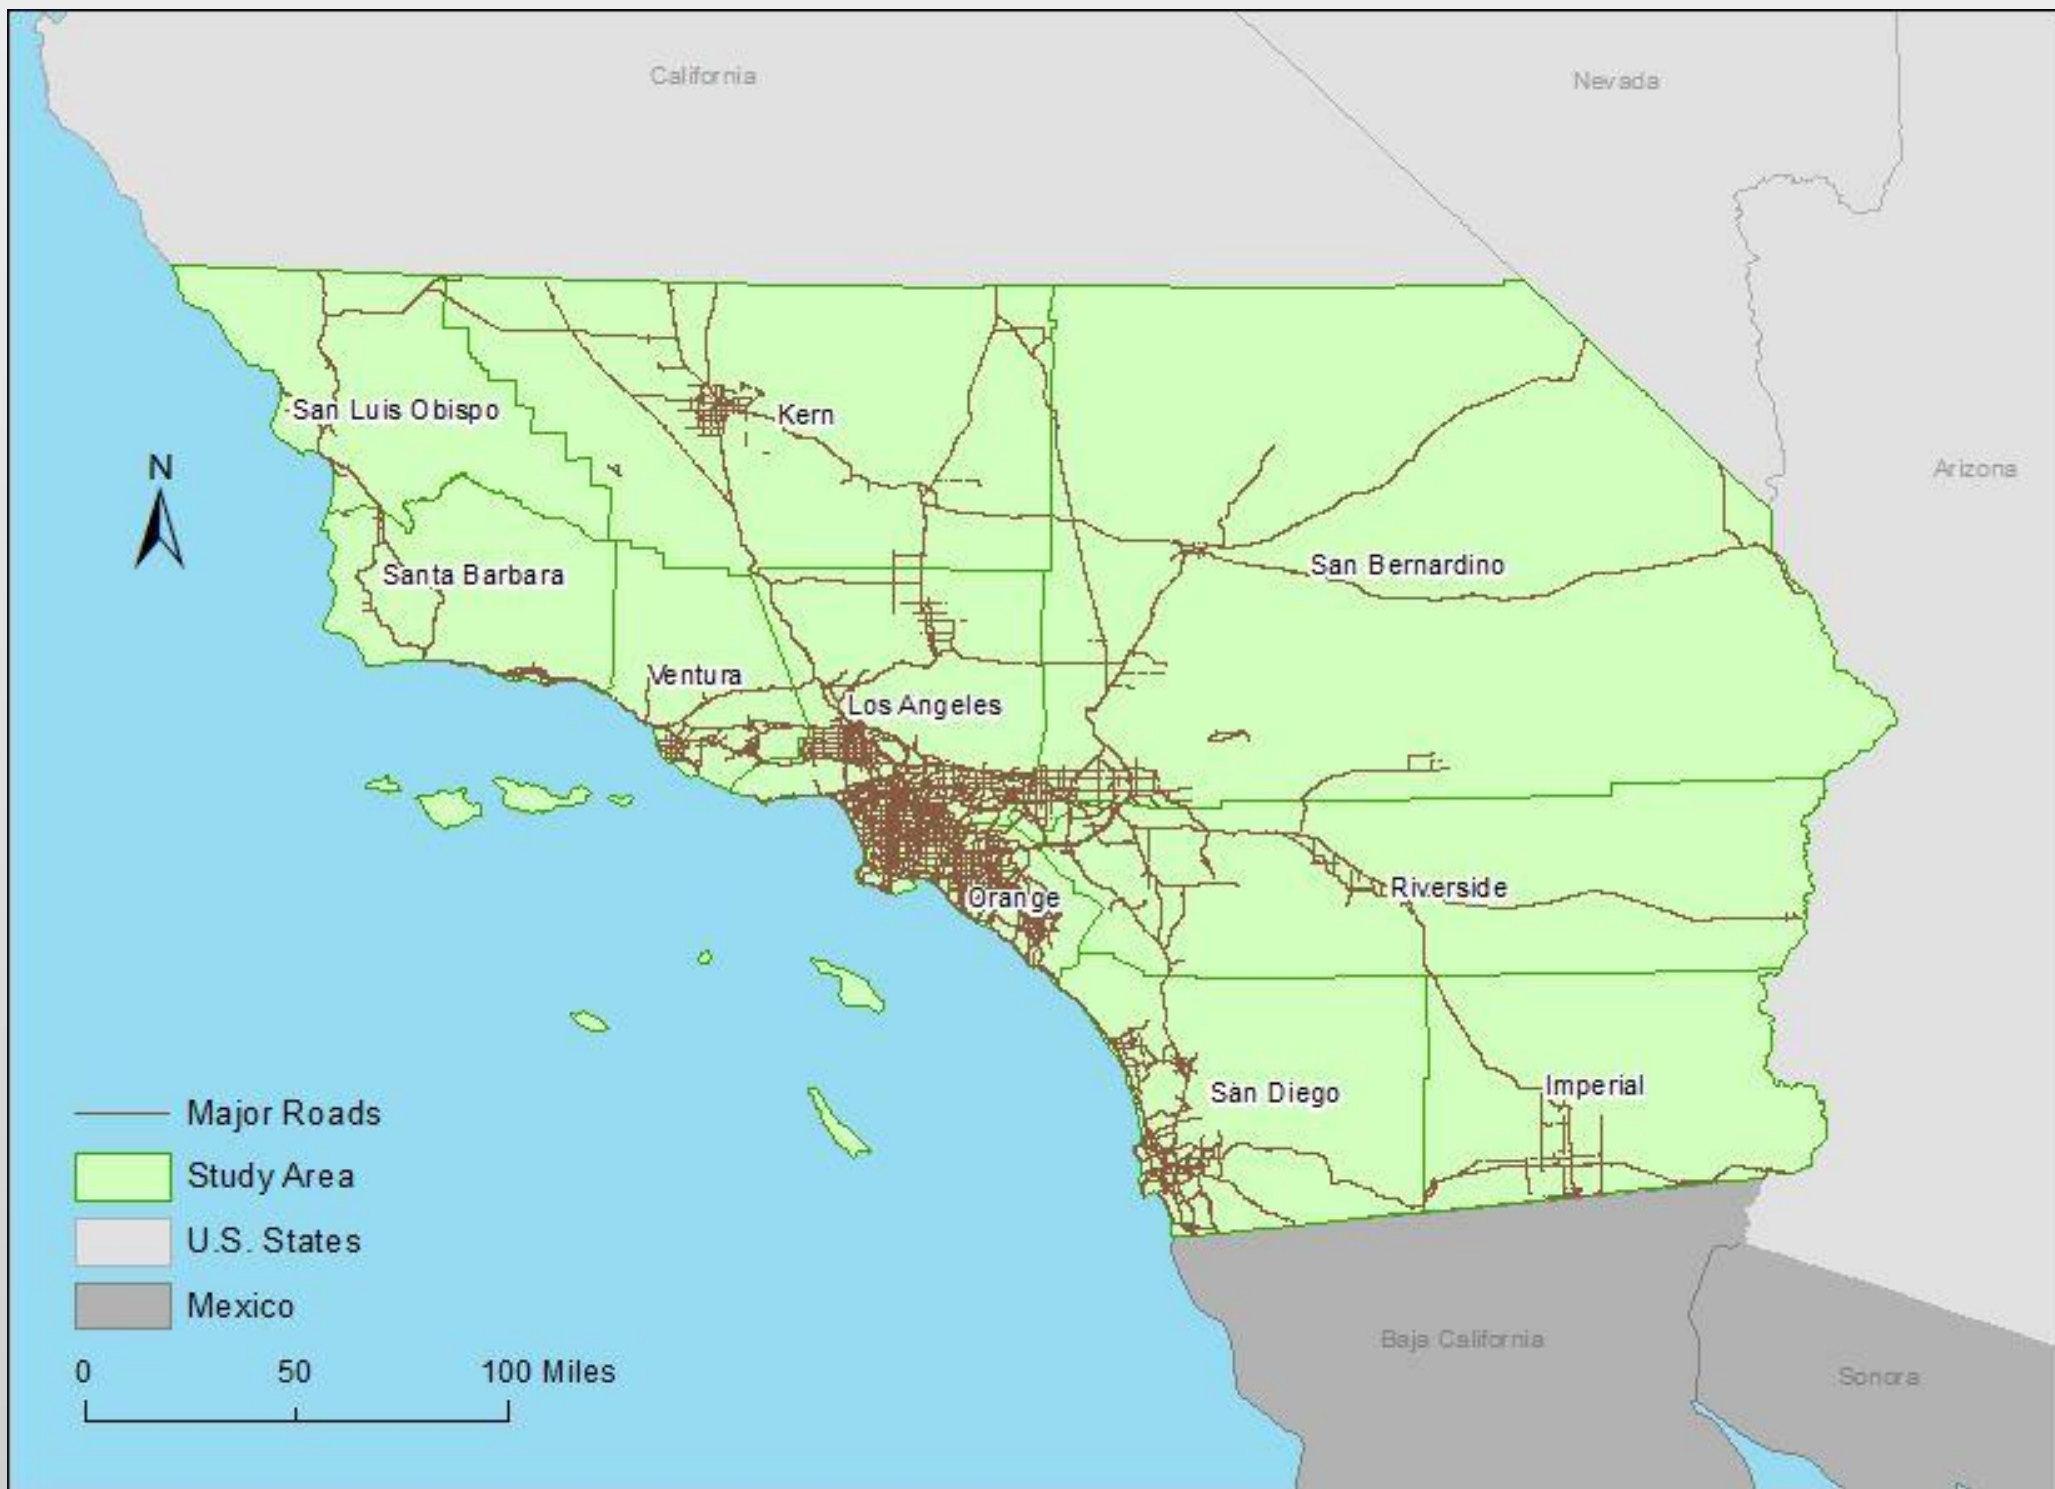 California
Nevada
San Luis Obispo
Kern
N
Arizona
Santa Barbara
San Bernardino
Ventura
Los Angeles
Riverside
Orange
San Diego
Imperial
Major Roads
Study Area
U.S. States
Mexico
Baja California
0 50 100 Miles
Sonora